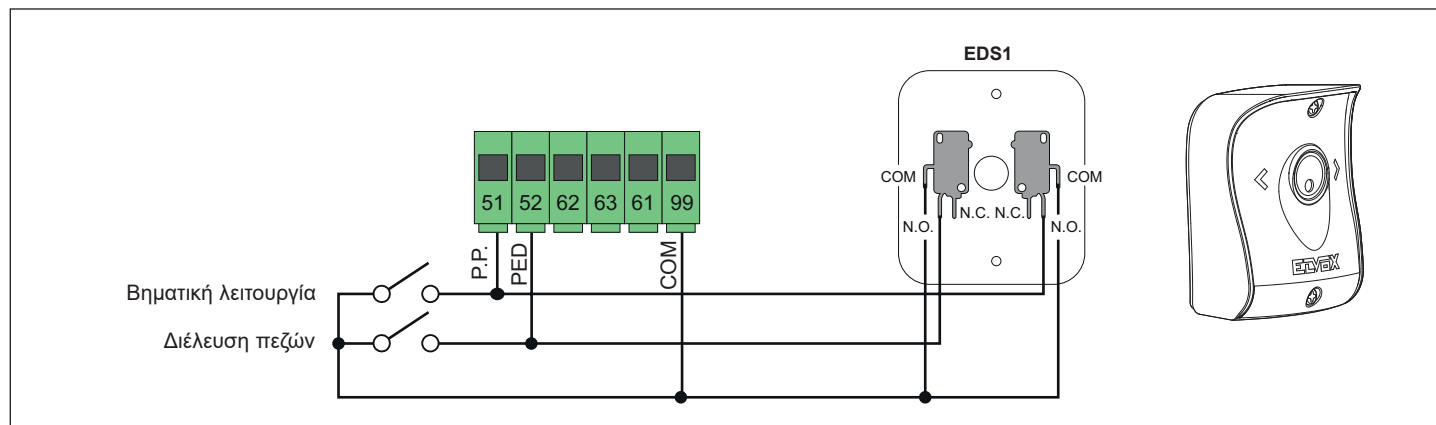 EDS1
51 52 62 63 61 99
COM
COM
N.C. N.C.
N.O.
N.O.
P.P.
PED
COM
Βηματική λειτουργία
Διέλευση πεζών
ELVOX